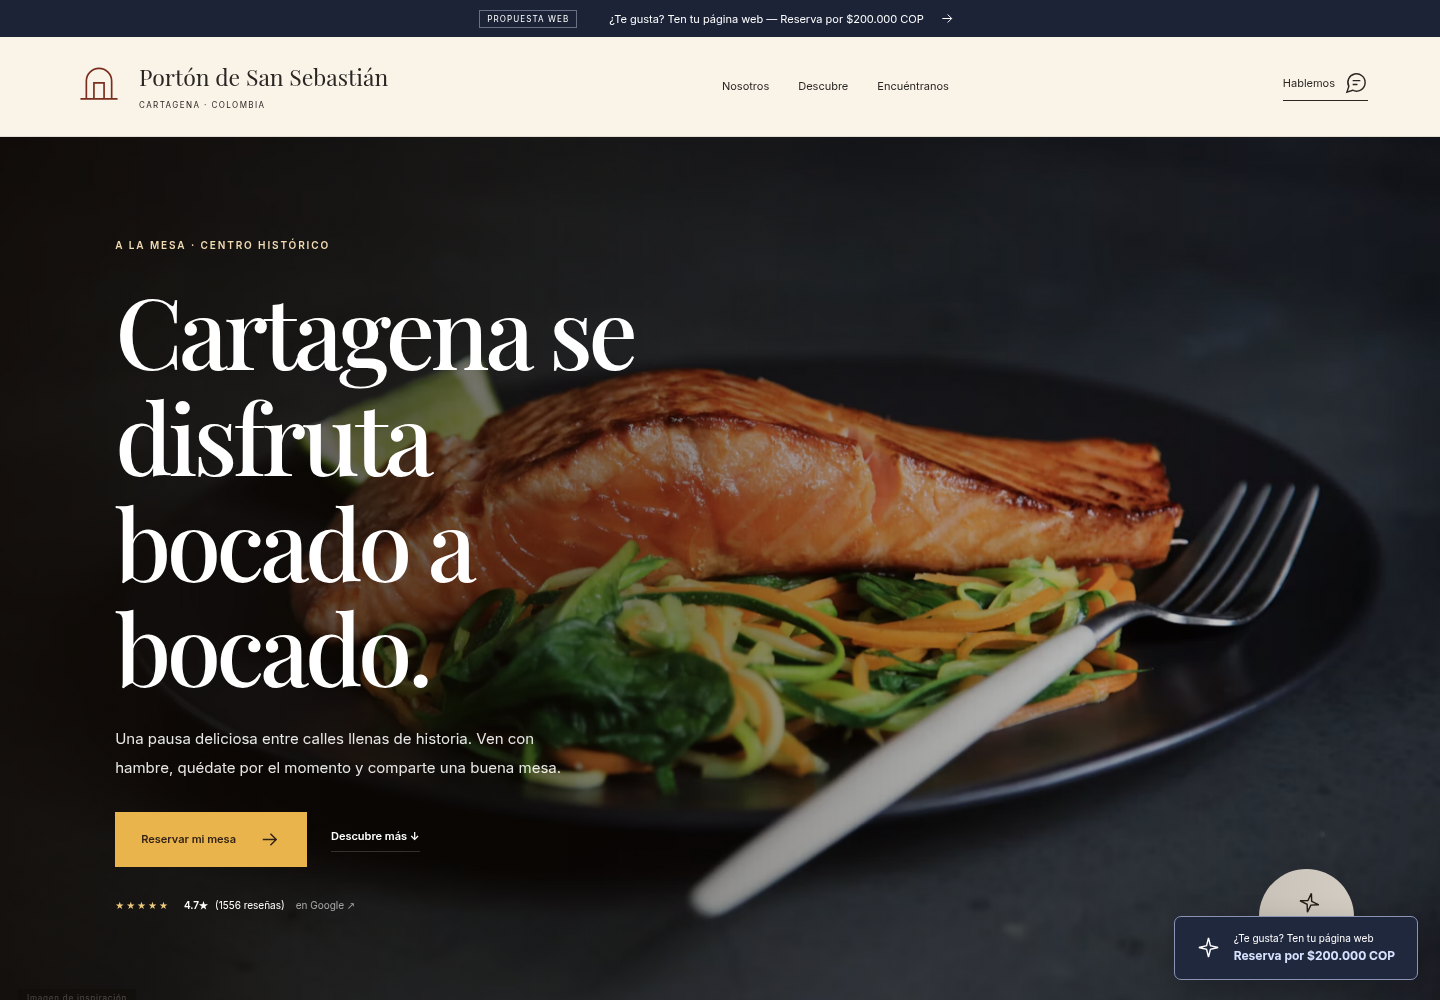 PROPUESTA WEB
¿Te gusta? Ten tu página web — Reserva por $200.000 COP →
Portón de San Sebastián
CARTAGENA · COLOMBIA
Nosotros
Descubre
Encuéntranos
Hablemos
A LA MESA · CENTRO HISTÓRICO
Cartagena se
disfruta
bocado a
bocado.
Una pausa deliciosa entre calles llenas de historia. Ven con
hambre, quédate por el momento y comparte una buena mesa.
Reservar mi mesa →
Descubre más ↓
★★★★★ 4.7★ (1556 reseñas) en Google ↗
¿Te gusta? Ten tu página web
Reserva por $200.000 COP
Imagen de inspiración